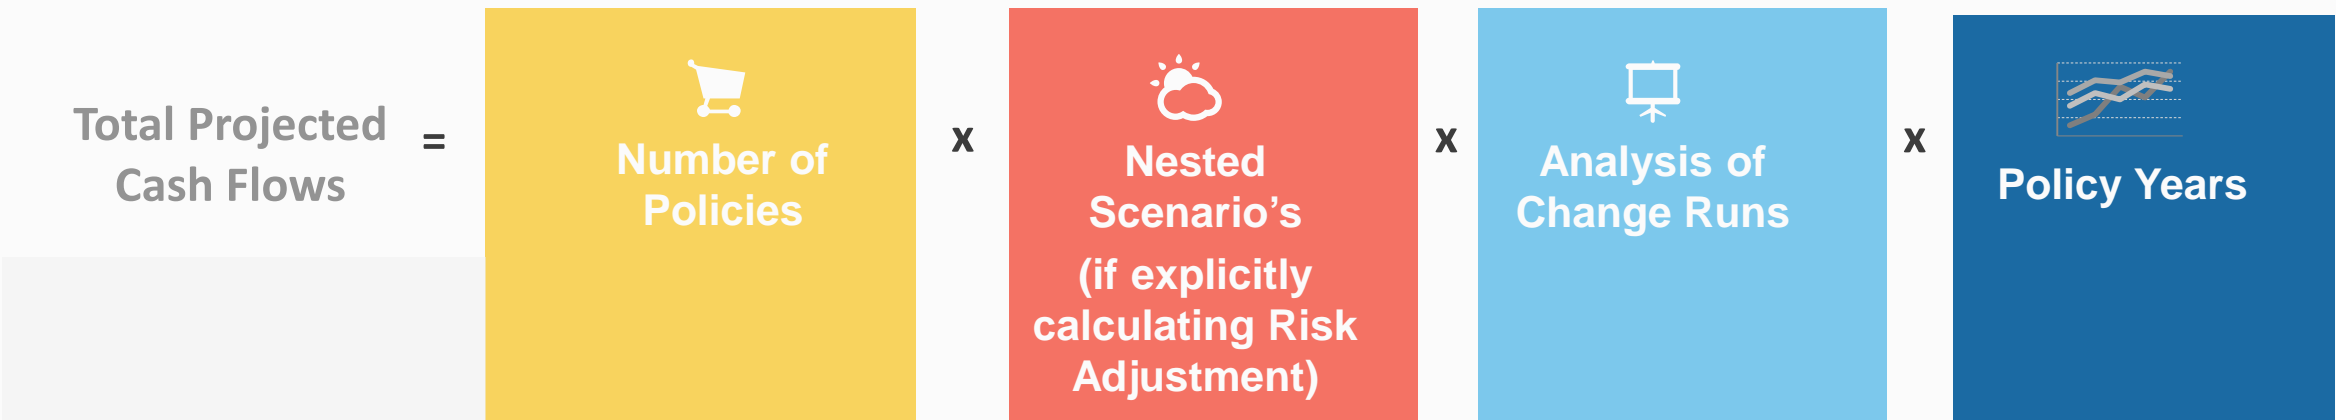 Total Projected
Cash Flows
=
Number of
Policies
x
Nested
Scenario’s
(if explicitly
calculating Risk
Adjustment)
x
Analysis of
Change Runs
x
Policy Years